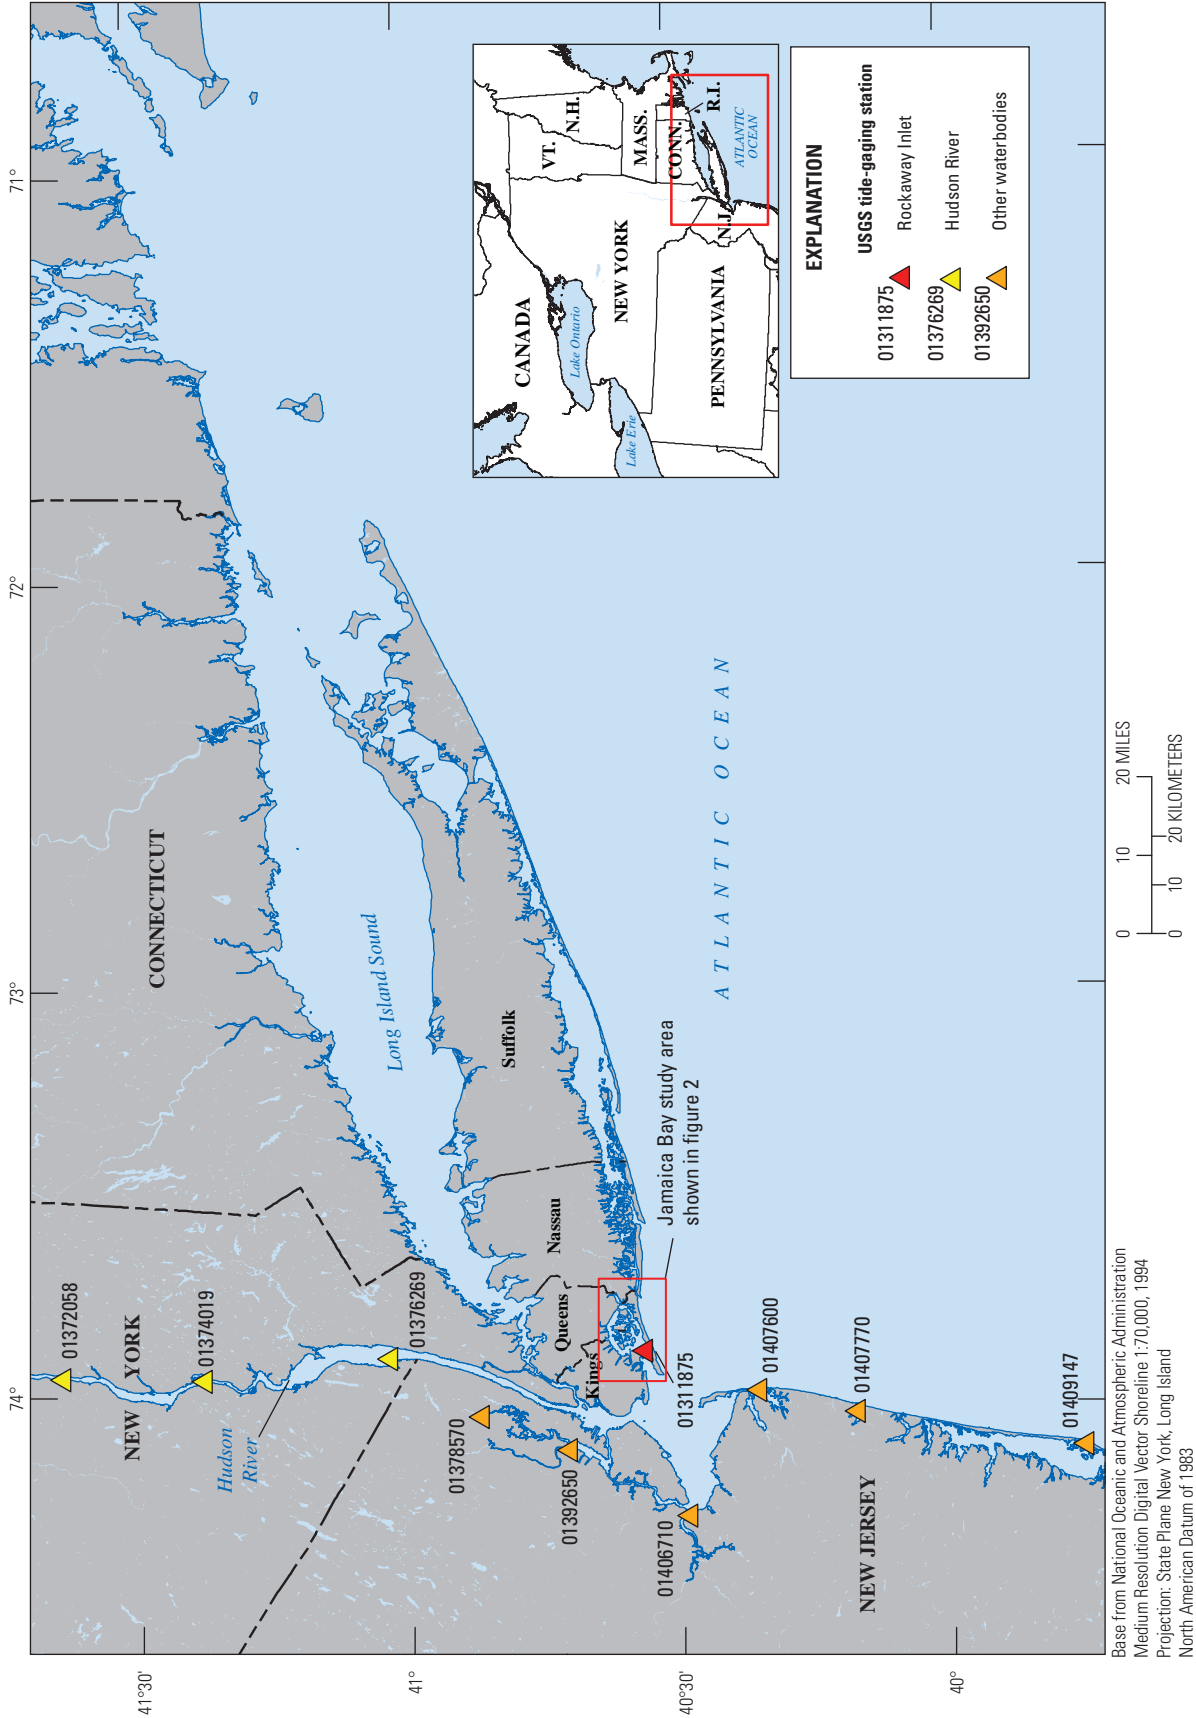 72°
71°
73°
74°
41°30'
41°
40°30'
40°
CONNECTICUT
NEW YORK
Long Island Sound
Suffolk
Nassau
Queens
Kings
Hudson
River
01372058
01374019
01376269
01378570
01392650
01406710
01311875
01407600
01407770
01409147
NEW JERSEY
ATLANTIC OCEAN
Jamaica Bay study area
shown in figure 2
CANADA
Lake Ontario
Lake Erie
NEW YORK
PENNSYLVANIA
VT.
N.H.
MASS.
CONN.
R.I.
N.J.
ATLANTIC
OCEAN
EXPLANATION
USGS tide-gaging station
01311875 Rockaway Inlet
01376269 Hudson River
01392650 Other waterbodies
0 10 20 MILES
0 10 20 KILOMETERS
Base from National Oceanic and Atmospheric Administration
Medium Resolution Digital Vector Shoreline 1:70,000, 1994
Projection: State Plane New York, Long Island
North American Datum of 1983